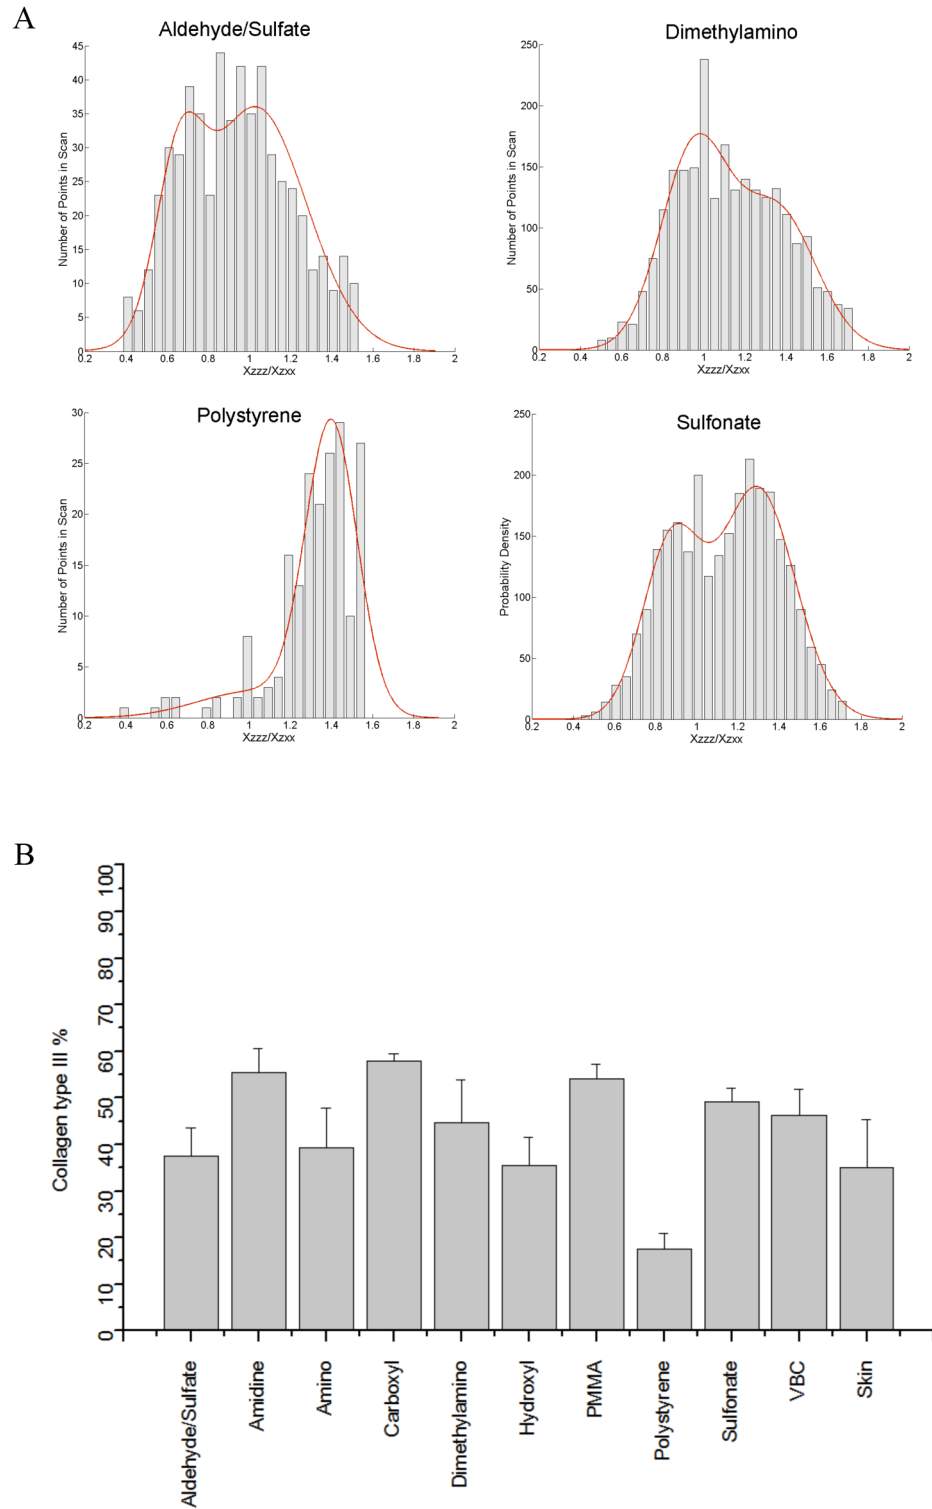 A
Aldehyde/Sulfate
Number of Points in Scan
45
40
35
30
25
20
15
10
5
0
0.2 0.4 0.6 0.8 1 1.2 1.4 1.6 1.8 2
Xzzz/Xzxx
Dimethylamino
Number of Points in Scan
250
200
150
100
50
0
0.2 0.4 0.6 0.8 1 1.2 1.4 1.6 1.8 2
Xzzz/Xzxx
Polystyrene
Number of Points in Scan
30
25
20
15
10
5
0
0.2 0.4 0.6 0.8 1 1.2 1.4 1.6 1.8 2
Xzzz/Xzxx
Sulfonate
Probability Density
250
200
150
100
50
0
0.2 0.4 0.6 0.8 1 1.2 1.4 1.6 1.8 2
Xzzz/Xzxx
B
Collagen type III %
100
90
80
70
60
50
40
30
20
10
0
Aldehyde/Sulfate
Amidine
Amino
Carboxyl
Dimethylamino
Hydroxyl
PMMA
Polystyrene
Sulfonate
VBC
Skin